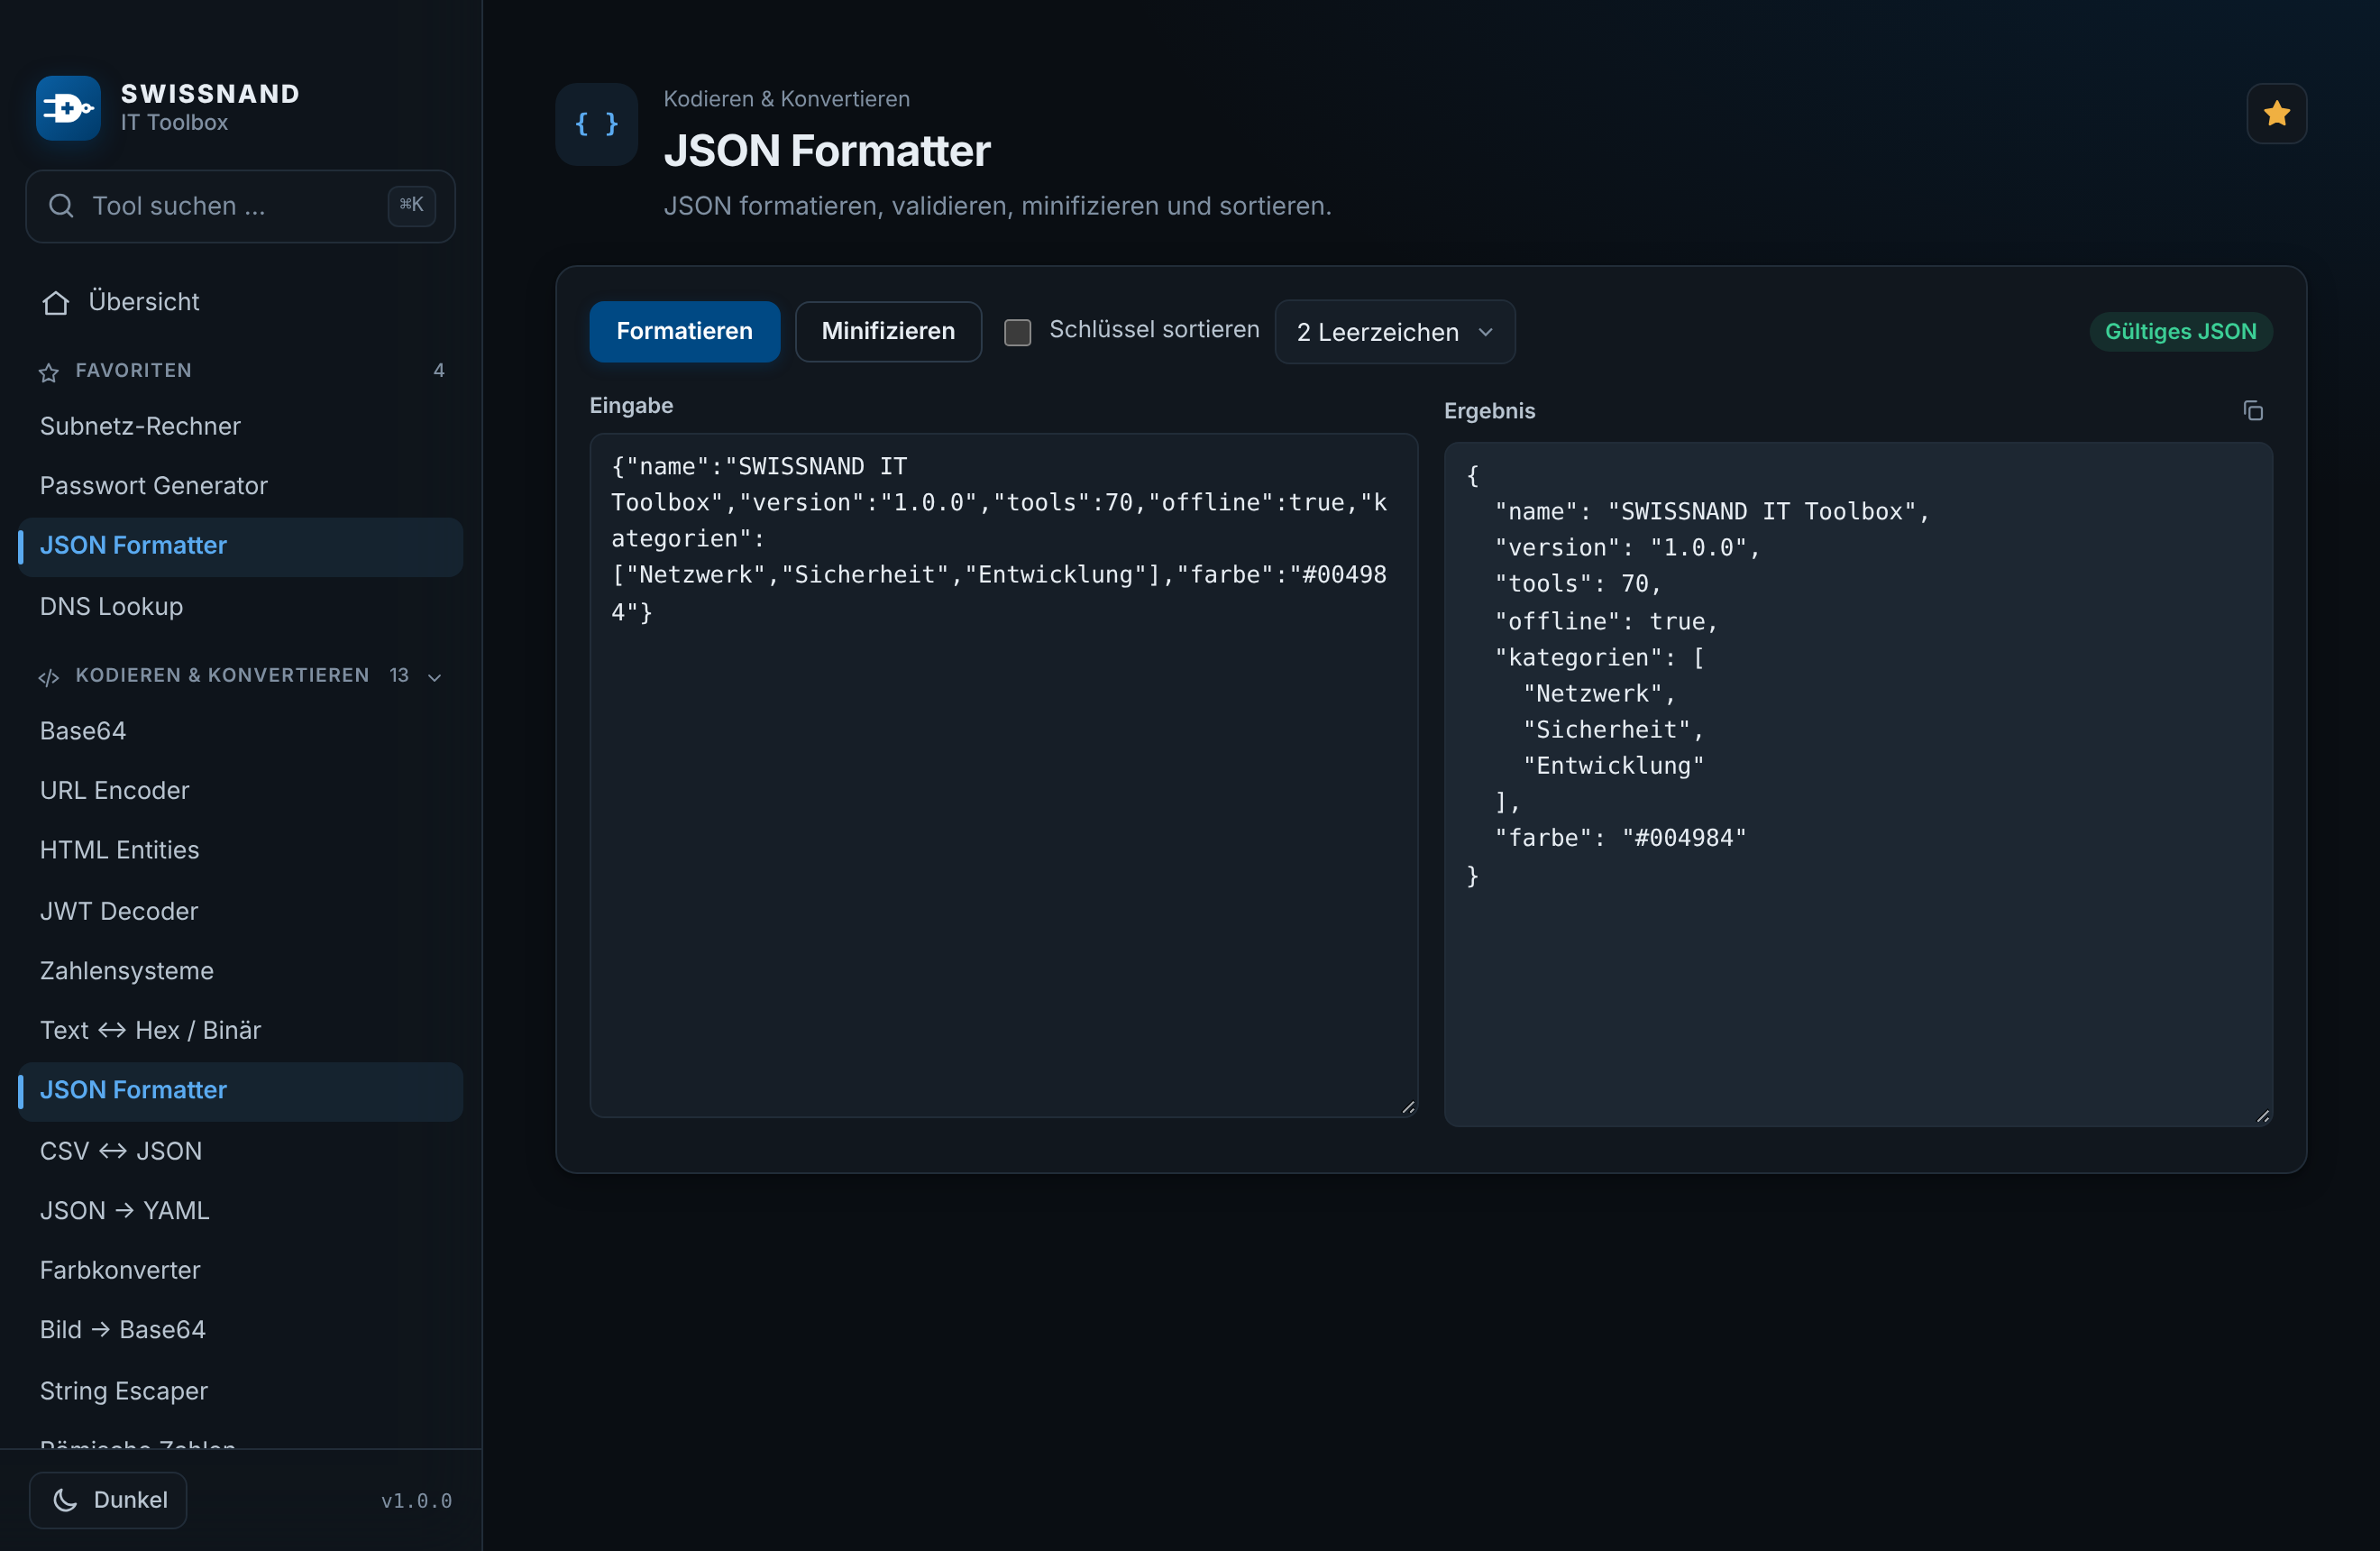 SWISSNAND
IT Toolbox
Tool suchen ...
⌘K
Übersicht
FAVORITEN 4
Subnetz-Rechner
Passwort Generator
JSON Formatter
DNS Lookup
KODIEREN & KONVERTIEREN 13
Base64
URL Encoder
HTML Entities
JWT Decoder
Zahlensysteme
Text ↔ Hex / Binär
JSON Formatter
CSV ↔ JSON
JSON → YAML
Farbkonverter
Bild → Base64
String Escaper
Römische Zahlen
Dunkel
v1.0.0
{ }
Kodieren & Konvertieren
JSON Formatter
JSON formatieren, validieren, minifizieren und sortieren.
Formatieren
Minifizieren
Schlüssel sortieren
2 Leerzeichen
Gültiges JSON
Eingabe
{"name":"SWISSNAND IT
Toolbox","version":"1.0.0","tools":70,"offline":true,"k
ategorien":
["Netzwerk","Sicherheit","Entwicklung"],"farbe":"#00498
4"}
Ergebnis
{
  "name": "SWISSNAND IT Toolbox",
  "version": "1.0.0",
  "tools": 70,
  "offline": true,
  "kategorien": [
    "Netzwerk",
    "Sicherheit",
    "Entwicklung"
  ],
  "farbe": "#004984"
}